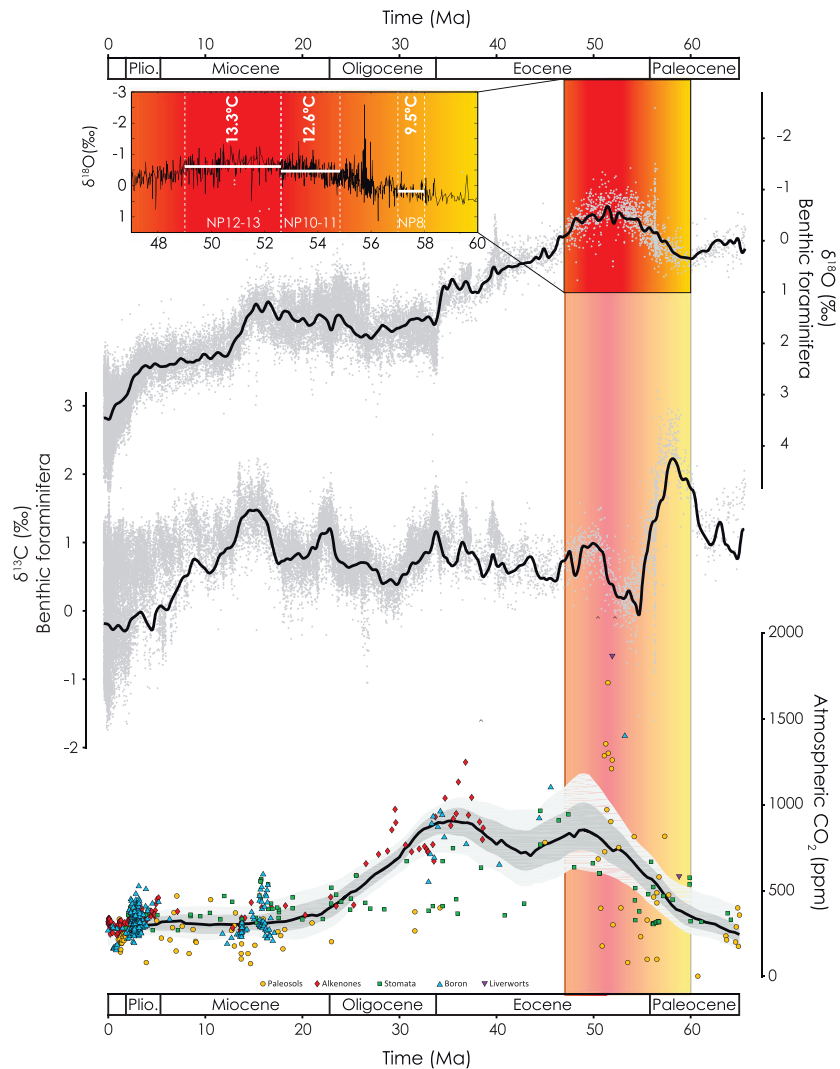 Time (Ma)
0 10 20 30 40 50 60
Plio. Miocene Oligocene Eocene Paleocene
-3
-2
-1
0
1
δ18O(‰)
13.3°C 12.6°C 9.5°C
NP12-13 NP10-11 NP8
48 50 52 54 56 58 60
-2
-1
0
1
2
3
4
Benthic foraminifera
δ18O (‰)
3
2
1
0
-1
-2
δ13C (‰)
Benthic foraminifera
2000
1500
1000
500
0
Atmospheric CO2 (ppm)
Paleosols Alkenones Stomata Boron Liverworts
Plio. Miocene Oligocene Eocene Paleocene
0 10 20 30 40 50 60
Time (Ma)